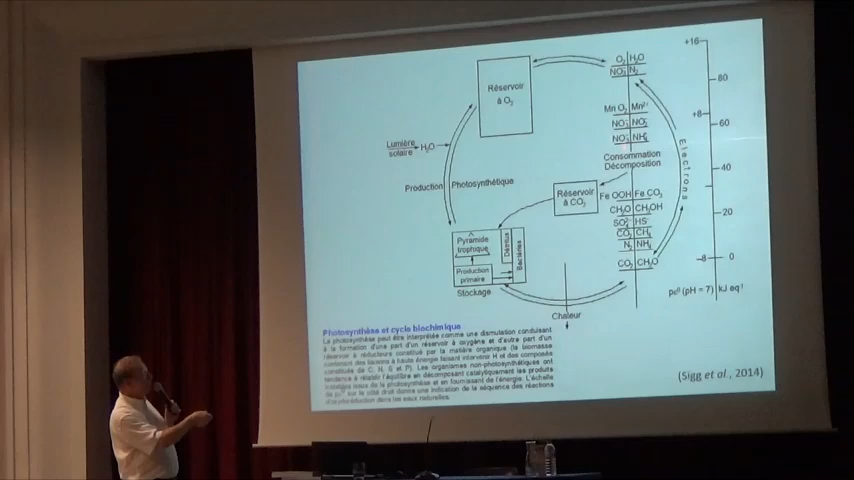 Réservoir
à O₂
O₂ H₂O
NO₃⁻ N₂
+16
80
Mn O₂ Mn²⁺
+8
NO₃⁻ NO₂⁻
60
NO₃⁻ NH₄⁺
Lumière
solaire
H₂O
Consommation
Décomposition
Electrons
40
Production
Photosynthétique
Réservoir
à CO₂
Fe OOH Fe CO₃
CH₂O CH₃OH
20
SO₄²⁻ HS⁻
CO₂ CH₄
N₂ NH₄⁺
Pyramide
trophique
Détritus
Bactéries
Production
primaire
Stockage
CO₂ CH₂O
-8
0
pε⁰ (pH = 7)
kJ eq⁻¹
Chaleur
Photosynthèse et cycle biochimique
La photosynthèse peut être interprétée comme une dismutation conduisant
à la formation d'une part d'un réservoir à oxygène et d'autre part d'un
réservoir à réducteurs constitué par la matière organique (la biomasse
contenant des liaisons à haute énergie faisant intervenir H et des composés
constitués de C, N, S et P). Les organismes non-photosynthétiques ont
tendance à rétablir l'équilibre en décomposant catalytiquement les produits
issus de la photosynthèse et en fournissant de l'énergie. L'échelle
de pε⁰ sur le côté droit donne une indication de la séquence des réactions
d'oxydoréduction dans les eaux naturelles.
(Sigg et al., 2014)